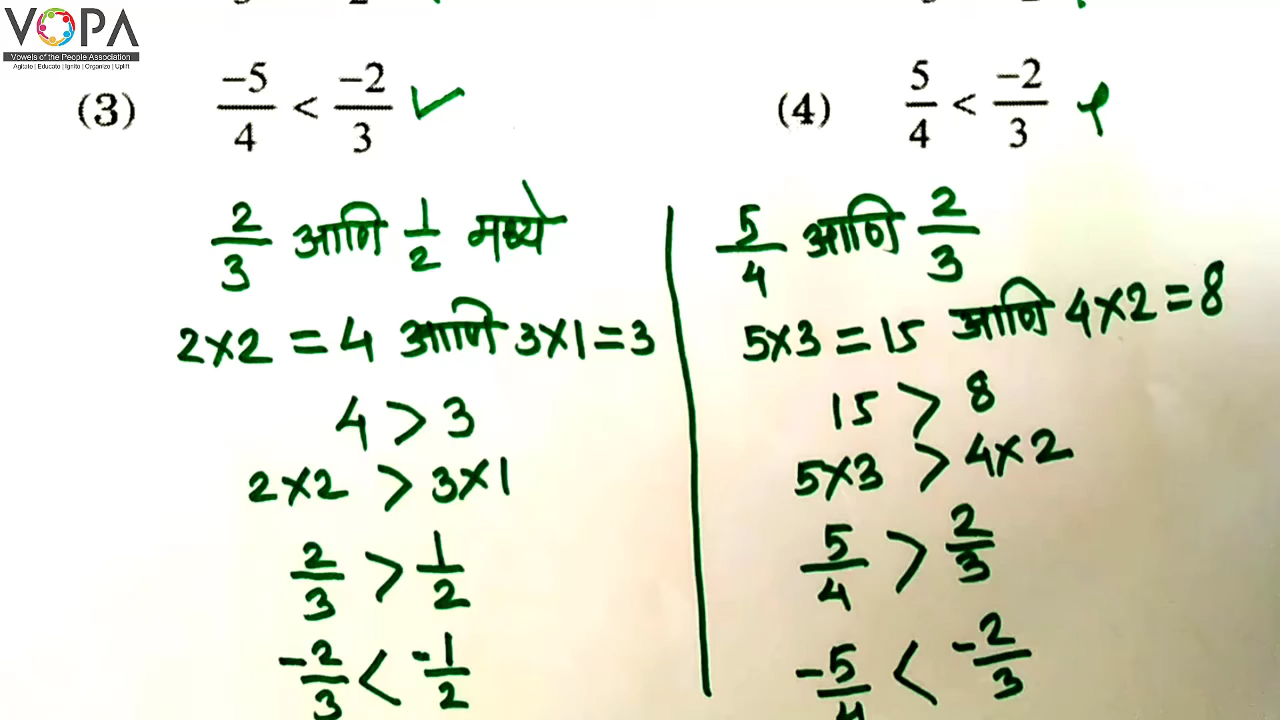 VOPA
Vowels of the People Association
Agitate | Educate | Ignite | Organize | Uplift
(3) -5/4 < -2/3 ✓
(4) 5/4 < -2/3
2/3 आणि 1/2 मध्ये
2×2 = 4 आणि 3×1=3
4 > 3
2×2 > 3×1
2/3 > 1/2
-2/3 < -1/2
5/4 आणि 2/3
5×3 = 15 आणि 4×2=8
15 > 8
5×3 > 4×2
5/4 > 2/3
-5/4 < -2/3